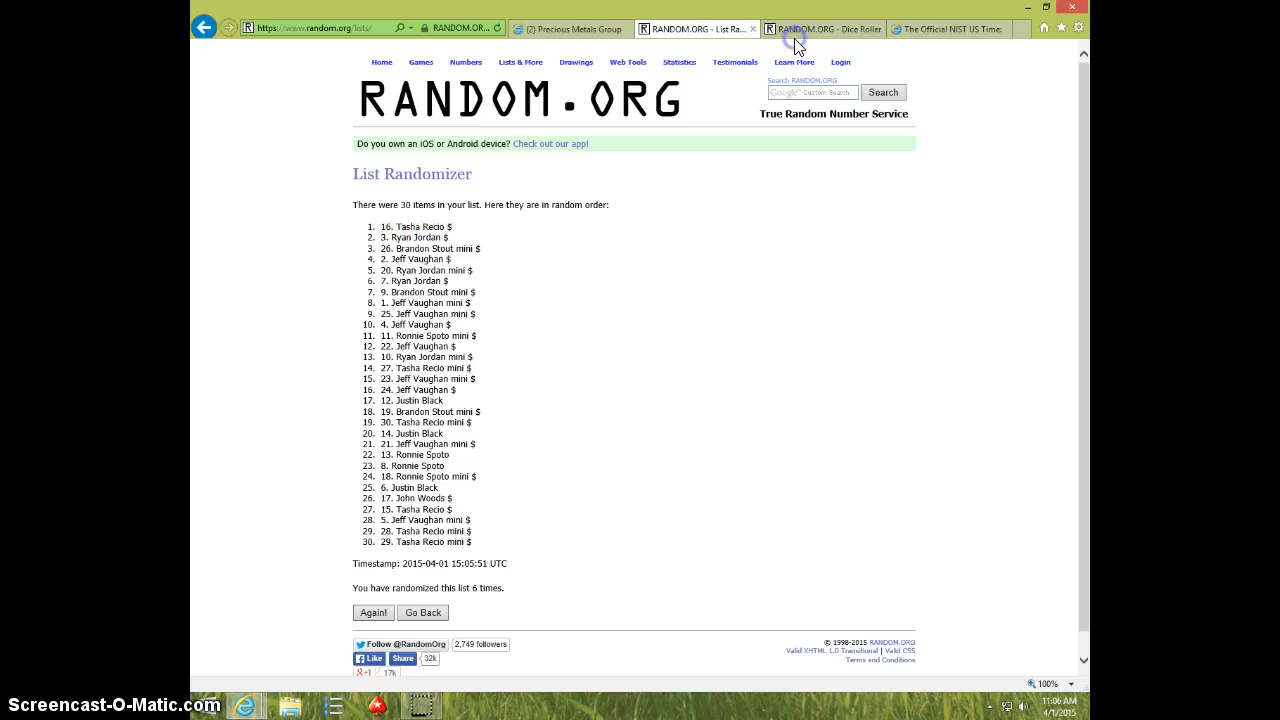 https://www.random.org/lists/
RANDOM.OR...
(2) Precious Metals Group
RANDOM.ORG - List Ra...
RANDOM.ORG - Dice Roller
The Official NIST US Time:
Home Games Numbers Lists & More Drawings Web Tools Statistics Testimonials Learn More Login
RANDOM.ORG
Search RANDOM.ORG
Google Custom Search
Search
True Random Number Service
Do you own an iOS or Android device? Check out our app!
List Randomizer
There were 30 items in your list. Here they are in random order:
1. 16. Tasha Recio $
2. 3. Ryan Jordan $
3. 26. Brandon Stout mini $
4. 2. Jeff Vaughan $
5. 20. Ryan Jordan mini $
6. 7. Ryan Jordan $
7. 9. Brandon Stout mini $
8. 1. Jeff Vaughan mini $
9. 25. Jeff Vaughan mini $
10. 4. Jeff Vaughan $
11. 11. Ronnie Spoto mini $
12. 22. Jeff Vaughan $
13. 10. Ryan Jordan mini $
14. 27. Tasha Recio mini $
15. 23. Jeff Vaughan mini $
16. 24. Jeff Vaughan $
17. 12. Justin Black
18. 19. Brandon Stout mini $
19. 30. Tasha Recio mini $
20. 14. Justin Black
21. 21. Jeff Vaughan mini $
22. 13. Ronnie Spoto
23. 8. Ronnie Spoto
24. 18. Ronnie Spoto mini $
25. 6. Justin Black
26. 17. John Woods $
27. 15. Tasha Recio $
28. 5. Jeff Vaughan mini $
29. 28. Tasha Recio mini $
30. 29. Tasha Recio mini $
Timestamp: 2015-04-01 15:05:51 UTC
You have randomized this list 6 times.
Again! Go Back
Follow @RandomOrg 2,749 followers
Like Share 32k
g+1 17k
© 1998-2015 RANDOM.ORG
Valid XHTML 1.0 Transitional | Valid CSS
Terms and Conditions
100%
11:06 AM
4/1/2015
Screencast-O-Matic.com